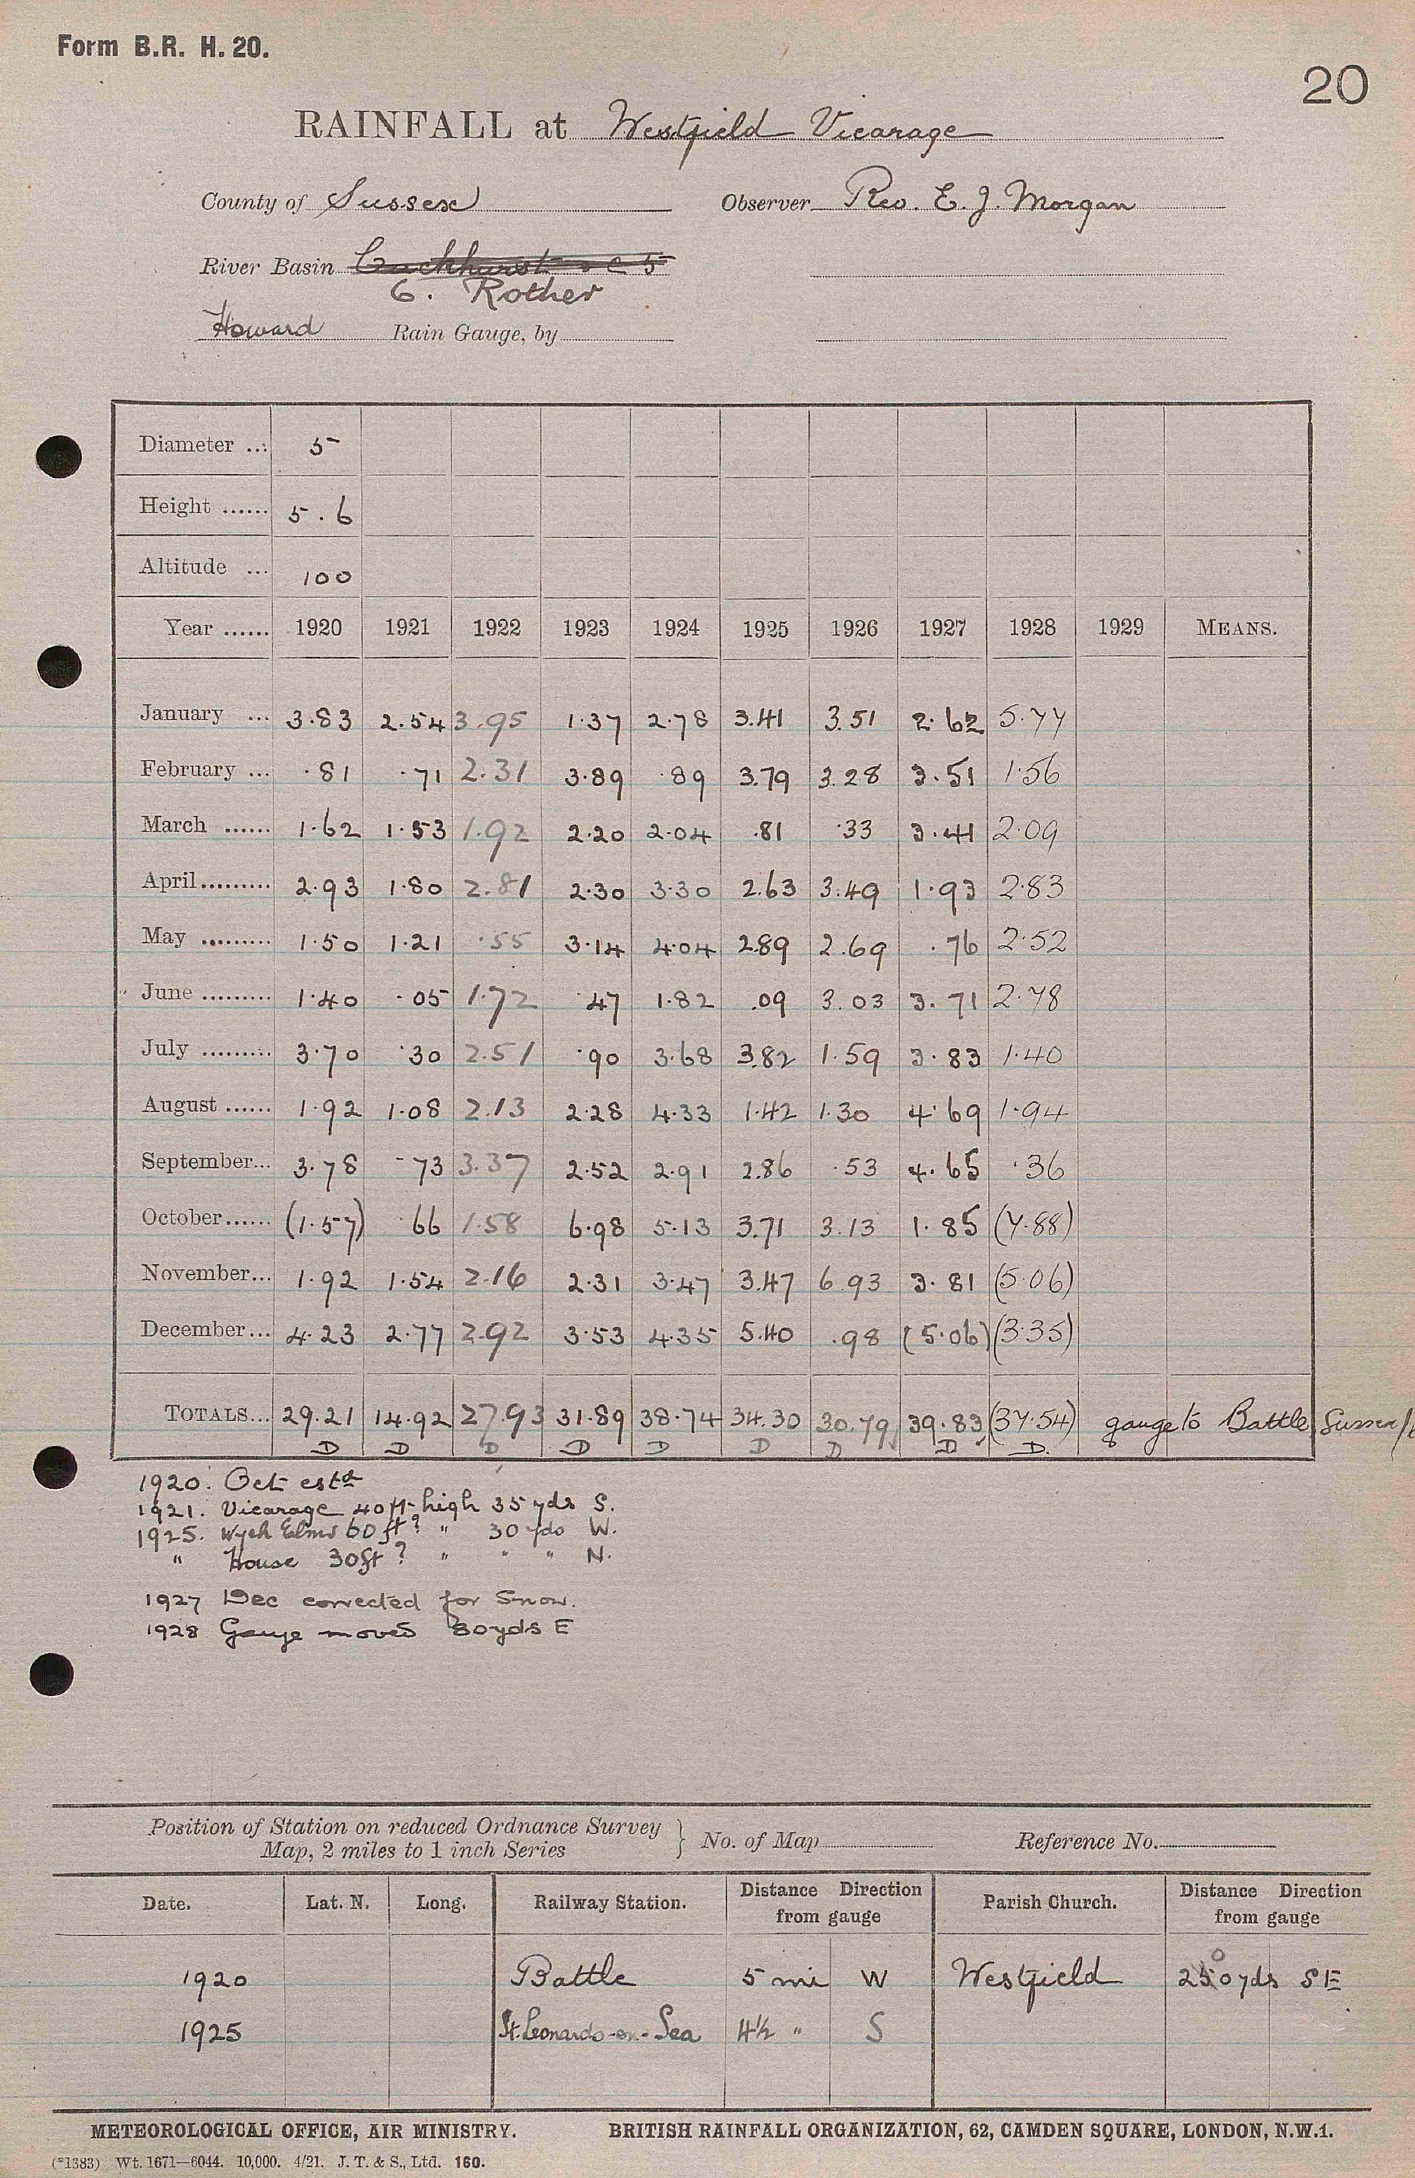 Form B.R. H. 20.
20
RAINFALL at Westfield Vicarage
County of Sussex Observer Rev. E. J. Morgan
River Basin
6. Rother
Howard Rain Gauge, by
Diameter ... 5
Height ...... 5.6
Altitude ... 100
Year ...... 1920 1921 1922 1923 1924 1925 1926 1927 1928 1929 MEANS.
January ... 3.83 2.54 3.95 1.37 2.78 3.41 3.51 2.62 5.77
February ... .81 .71 2.31 3.89 .89 3.79 3.28 3.51 1.56
March ...... 1.62 1.53 1.92 2.20 2.04 .81 .33 3.41 2.09
April......... 2.93 1.80 2.81 2.30 3.30 2.63 3.49 1.93 2.83
May ......... 1.50 1.21 .55 3.14 4.04 2.89 2.69 .76 2.52
June ......... 1.40 .05 1.72 .47 1.82 .09 3.03 3.71 2.78
July ......... 3.70 .30 2.51 .90 3.68 3.82 1.59 3.83 1.40
August ...... 1.92 1.08 2.13 2.28 4.33 1.42 1.30 4.69 1.94
September... 3.78 .73 3.37 2.52 2.91 2.86 .53 4.65 .36
October...... (1.57) .66 1.58 6.98 5.13 3.71 3.13 1.85 (7.88)
November... 1.92 1.54 2.16 2.31 3.47 3.47 6.93 3.81 (5.06)
December... 4.23 2.77 2.92 3.53 4.35 5.40 .98 (5.06) (3.35)
TOTALS... 29.21 14.92 27.93 31.89 38.74 34.30 30.79 39.83 (37.54) gauge to Battle, Sussex
D D D D D D D D D.
1920. Oct estd
1921. Vicarage 40ft high 35 yds S.
1925. Wych Elms 60 ft? " 30 yds W.
" House 30ft? " " " N.
1927 Dec corrected for Snow.
1928 Gauge moved 80yds E
Position of Station on reduced Ordnance Survey
Map, 2 miles to 1 inch Series } No. of Map Reference No.
Date. Lat. N. Long. Railway Station. Distance Direction from gauge Parish Church. Distance Direction from gauge
1920 Battle 5 mi W Westfield 200 yds SE
1925 St. Leonards-on-Sea 4½ " S
METEOROLOGICAL OFFICE, AIR MINISTRY. BRITISH RAINFALL ORGANIZATION, 62, CAMDEN SQUARE, LONDON, N.W.1.
(*1383) Wt. 1671—6044. 10,000. 4/21. J. T. & S., Ltd. 160.